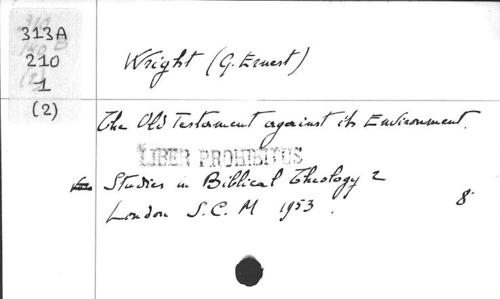 313A
210
1
(2)
Wright (G. Ernest)
The Old Testament against its Environment.
LIBER PROHIBITUS
Studies in Biblical Theology 2
London S.C.M 1953.
8